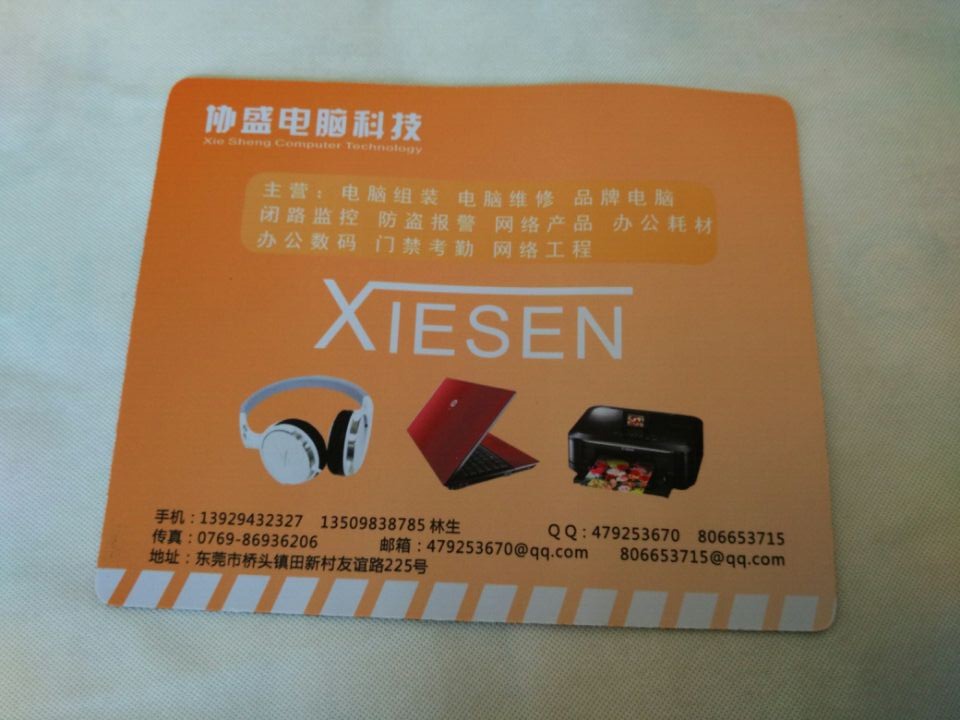 协盛电脑科技
Xie Sheng Computer Technology
主营：电脑组装 电脑维修 品牌电脑
闭路监控 防盗报警 网络产品 办公耗材
办公数码 门禁考勤 网络工程
XIESEN
手机：13929432327 13509838785 林生 QQ：479253670 806653715
传真：0769-86936206 邮箱：479253670@qq.com 806653715@qq.com
地址：东莞市桥头镇田新村友谊路225号